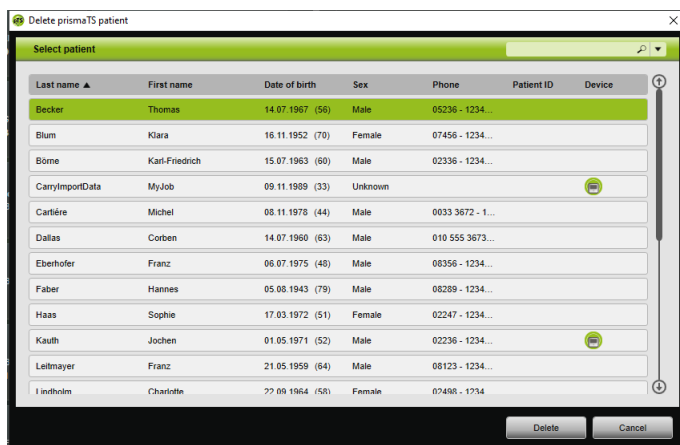 Delete prismaTS patient
Select patient
Last name ▲ First name Date of birth Sex Phone Patient ID Device
Becker Thomas 14.07.1967 (56) Male 05236 - 1234...
Blum Klara 16.11.1952 (70) Female 07456 - 1234...
Börne Karl-Friedrich 15.07.1963 (60) Male 02336 - 1234...
CarryImportData MyJob 09.11.1989 (33) Unknown
Cartiére Michel 08.11.1978 (44) Male 0033 3672 - 1...
Dallas Corben 14.07.1960 (63) Male 010 555 3673...
Eberhofer Franz 06.07.1975 (48) Male 08356 - 1234...
Faber Hannes 05.08.1943 (79) Male 08289 - 1234...
Haas Sophie 17.03.1972 (51) Female 02247 - 1234...
Kauth Jochen 01.05.1971 (52) Male 02236 - 1234...
Leitmayer Franz 21.05.1959 (64) Male 08123 - 1234...
Lindholm Charlotte 22.09.1964 (58) Female 02498 - 1234
Delete Cancel